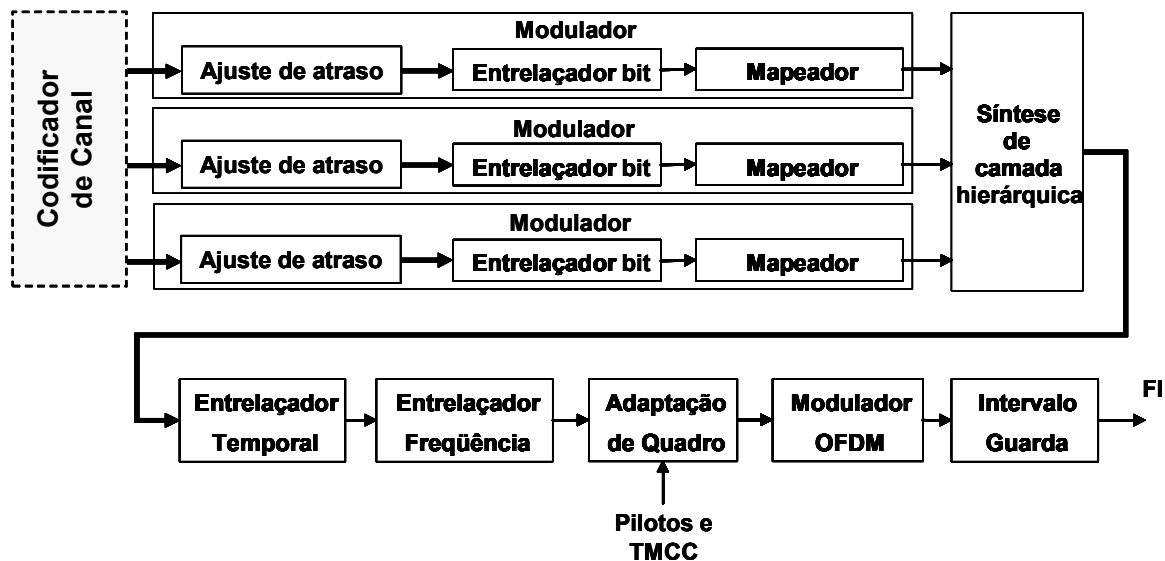 Codificador
de Canal
Modulador
Ajuste de atraso
Entrelaçador bit
Mapeador
Modulador
Ajuste de atraso
Entrelaçador bit
Mapeador
Modulador
Ajuste de atraso
Entrelaçador bit
Mapeador
Síntese
de
camada
hierárquica
Entrelaçador
Temporal
Entrelaçador
Freqüência
Adaptação
de Quadro
Modulador
OFDM
Intervalo
Guarda
FI
Pilotos e
TMCC